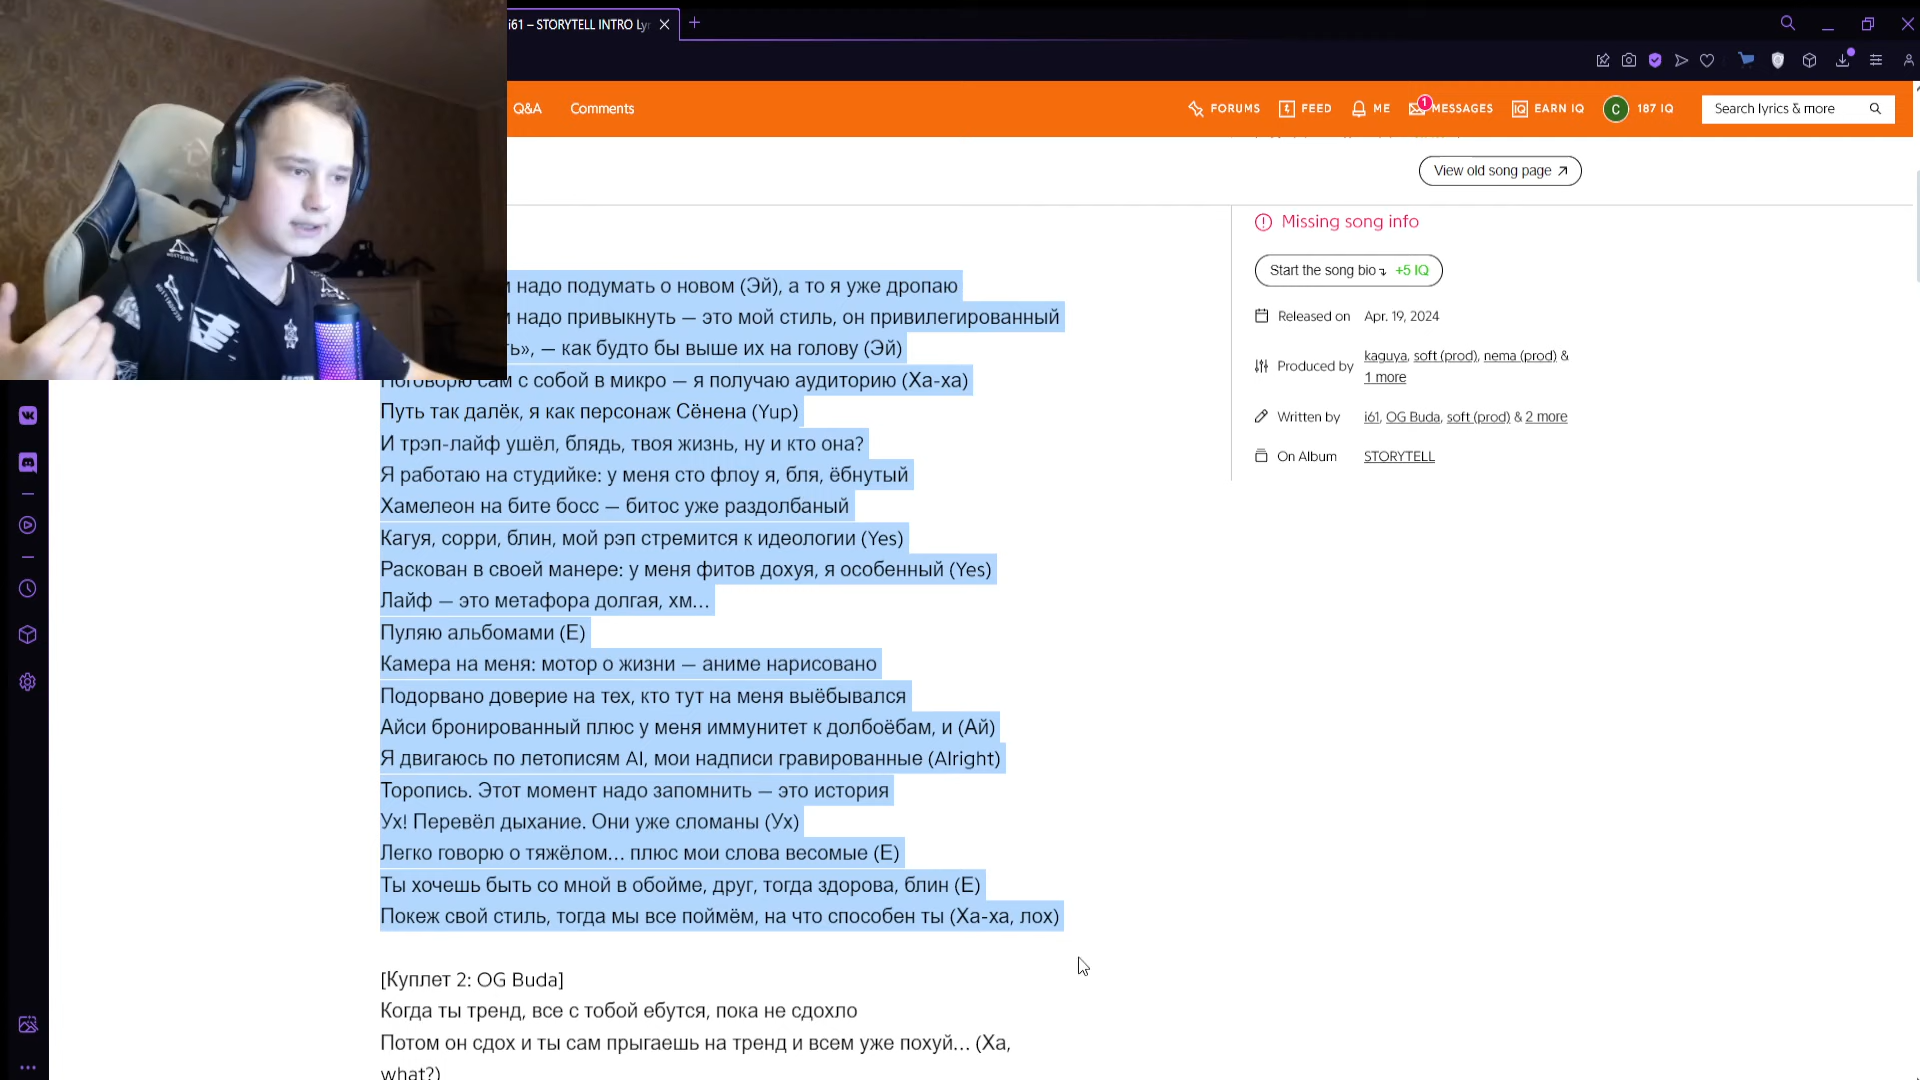 i61 – STORYTELL INTRO Ly
Q&A
Comments
FORUMS
FEED
ME
1
MESSAGES
EARN IQ
C
187 IQ
Search lyrics & more
View old song page
Missing song info
Start the song bio +5 IQ
Released on Apr. 19, 2024
Produced by kaguya, soft (prod), nema (prod) & 1 more
Written by i61, OG Buda, soft (prod) & 2 more
On Album STORYTELL
надо подумать о новом (Эй), а то я уже дропаю
надо привыкнуть — это мой стиль, он привилегированный
ть», — как будто бы выше их на голову (Эй)
Поговорю сам с собой в микро — я получаю аудиторию (Ха-ха)
Путь так далёк, я как персонаж Сёнена (Yup)
И трэп-лайф ушёл, блядь, твоя жизнь, ну и кто она?
Я работаю на студийке: у меня сто флоу я, бля, ёбнутый
Хамелеон на бите босс — битос уже раздолбаный
Кагуя, сорри, блин, мой рэп стремится к идеологии (Yes)
Раскован в своей манере: у меня фитов дохуя, я особенный (Yes)
Лайф — это метафора долгая, хм...
Пуляю альбомами (Е)
Камера на меня: мотор о жизни — аниме нарисовано
Подорвано доверие на тех, кто тут на меня выёбывался
Айси бронированный плюс у меня иммунитет к долбоёбам, и (Ай)
Я двигаюсь по летописям AI, мои надписи гравированные (Alright)
Торопись. Этот момент надо запомнить — это история
Ух! Перевёл дыхание. Они уже сломаны (Ух)
Легко говорю о тяжёлом... плюс мои слова весомые (Е)
Ты хочешь быть со мной в обойме, друг, тогда здорова, блин (Е)
Покеж свой стиль, тогда мы все поймём, на что способен ты (Ха-ха, лох)
[Куплет 2: OG Buda]
Когда ты тренд, все с тобой ебутся, пока не сдохло
Потом он сдох и ты сам прыгаешь на тренд и всем уже похуй... (Ха,
what?)